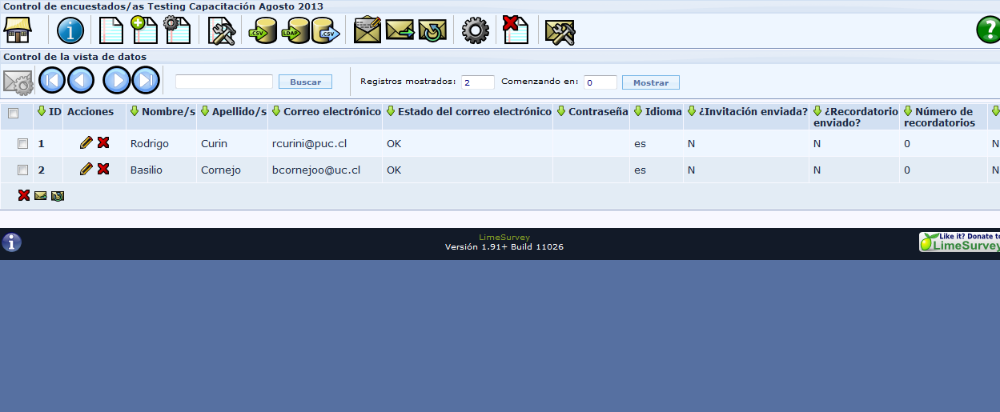 Control de encuestados/as Testing Capacitación Agosto 2013
i
CSV LDAP CSV
?
Control de la vista de datos
Buscar Registros mostrados: 2 Comenzando en: 0 Mostrar
ID Acciones Nombre/s Apellido/s Correo electrónico Estado del correo electrónico Contraseña Idioma ¿Invitación enviada? ¿Recordatorio enviado? Número de recordatorios
1 Rodrigo Curin rcurini@puc.cl OK es N N 0 N
2 Basilio Cornejo bcornejoo@uc.cl OK es N N 0 N
i
LimeSurvey
Versión 1.91+ Build 11026
Like it? Donate to
LimeSurvey